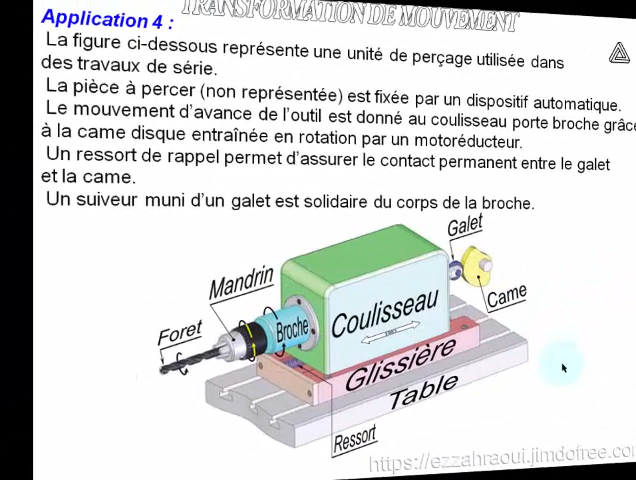 TRANSFORMATION DE MOUVEMENT
Application 4 :
La figure ci-dessous représente une unité de perçage utilisée dans
des travaux de série.
La pièce à percer (non représentée) est fixée par un dispositif automatique.
Le mouvement d'avance de l'outil est donné au coulisseau porte broche grâce
à la came disque entraînée en rotation par un motoréducteur.
Un ressort de rappel permet d'assurer le contact permanent entre le galet
et la came.
Un suiveur muni d'un galet est solidaire du corps de la broche.
Galet
Mandrin
Came
Coulisseau
Foret
Broche
Glissière
Table
Ressort
https://ezzahraoui.jimdofree.com